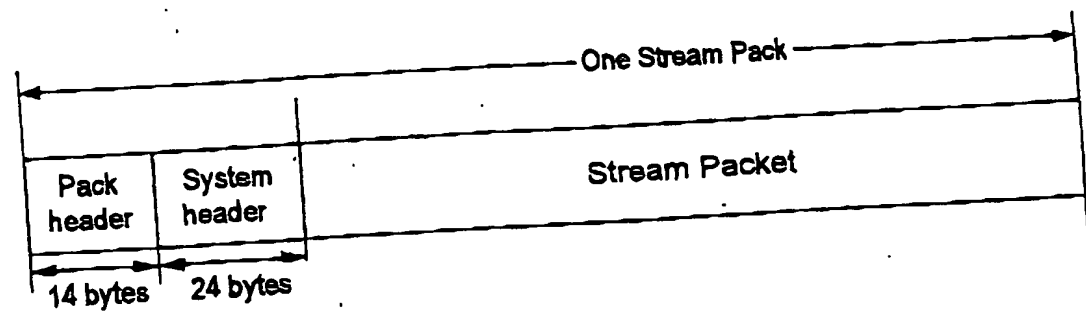 One Stream Pack
Pack
header
System
header
Stream Packet
14 bytes
24 bytes